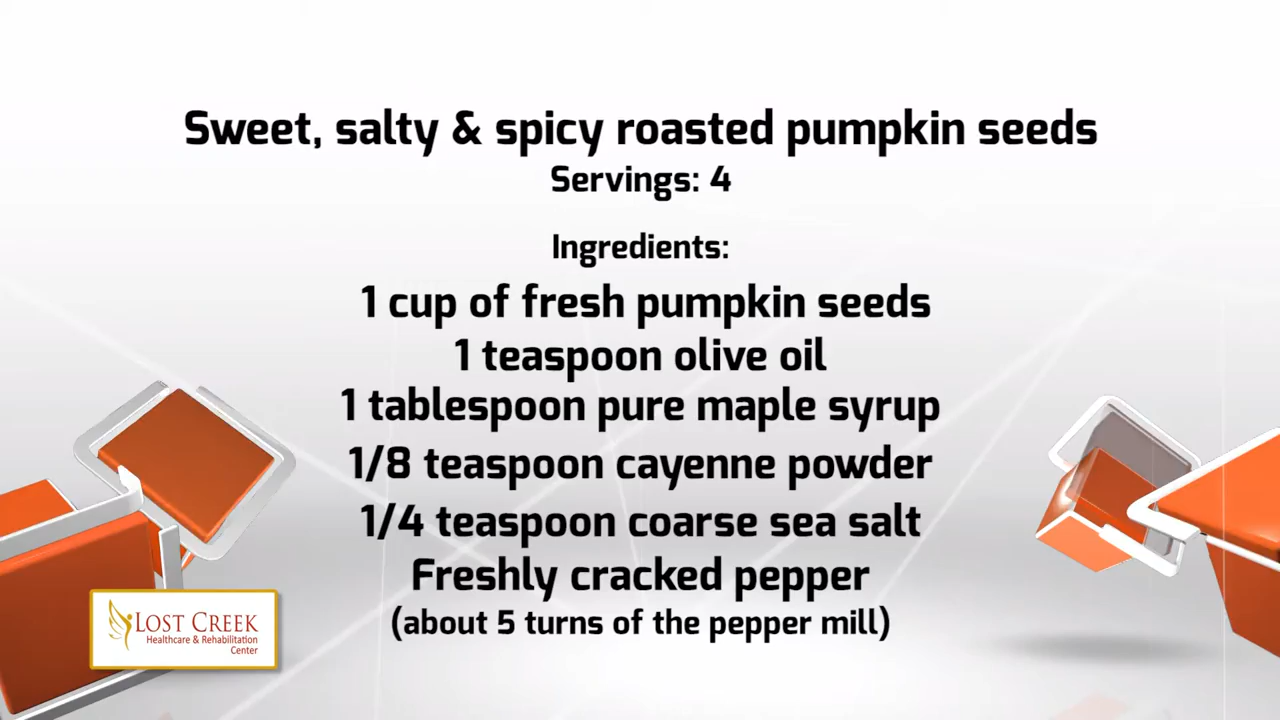 Sweet, salty & spicy roasted pumpkin seeds
Servings: 4
Ingredients:
1 cup of fresh pumpkin seeds
1 teaspoon olive oil
1 tablespoon pure maple syrup
1/8 teaspoon cayenne powder
1/4 teaspoon coarse sea salt
Freshly cracked pepper
(about 5 turns of the pepper mill)
LOST CREEK
Healthcare & Rehabilitation
Center